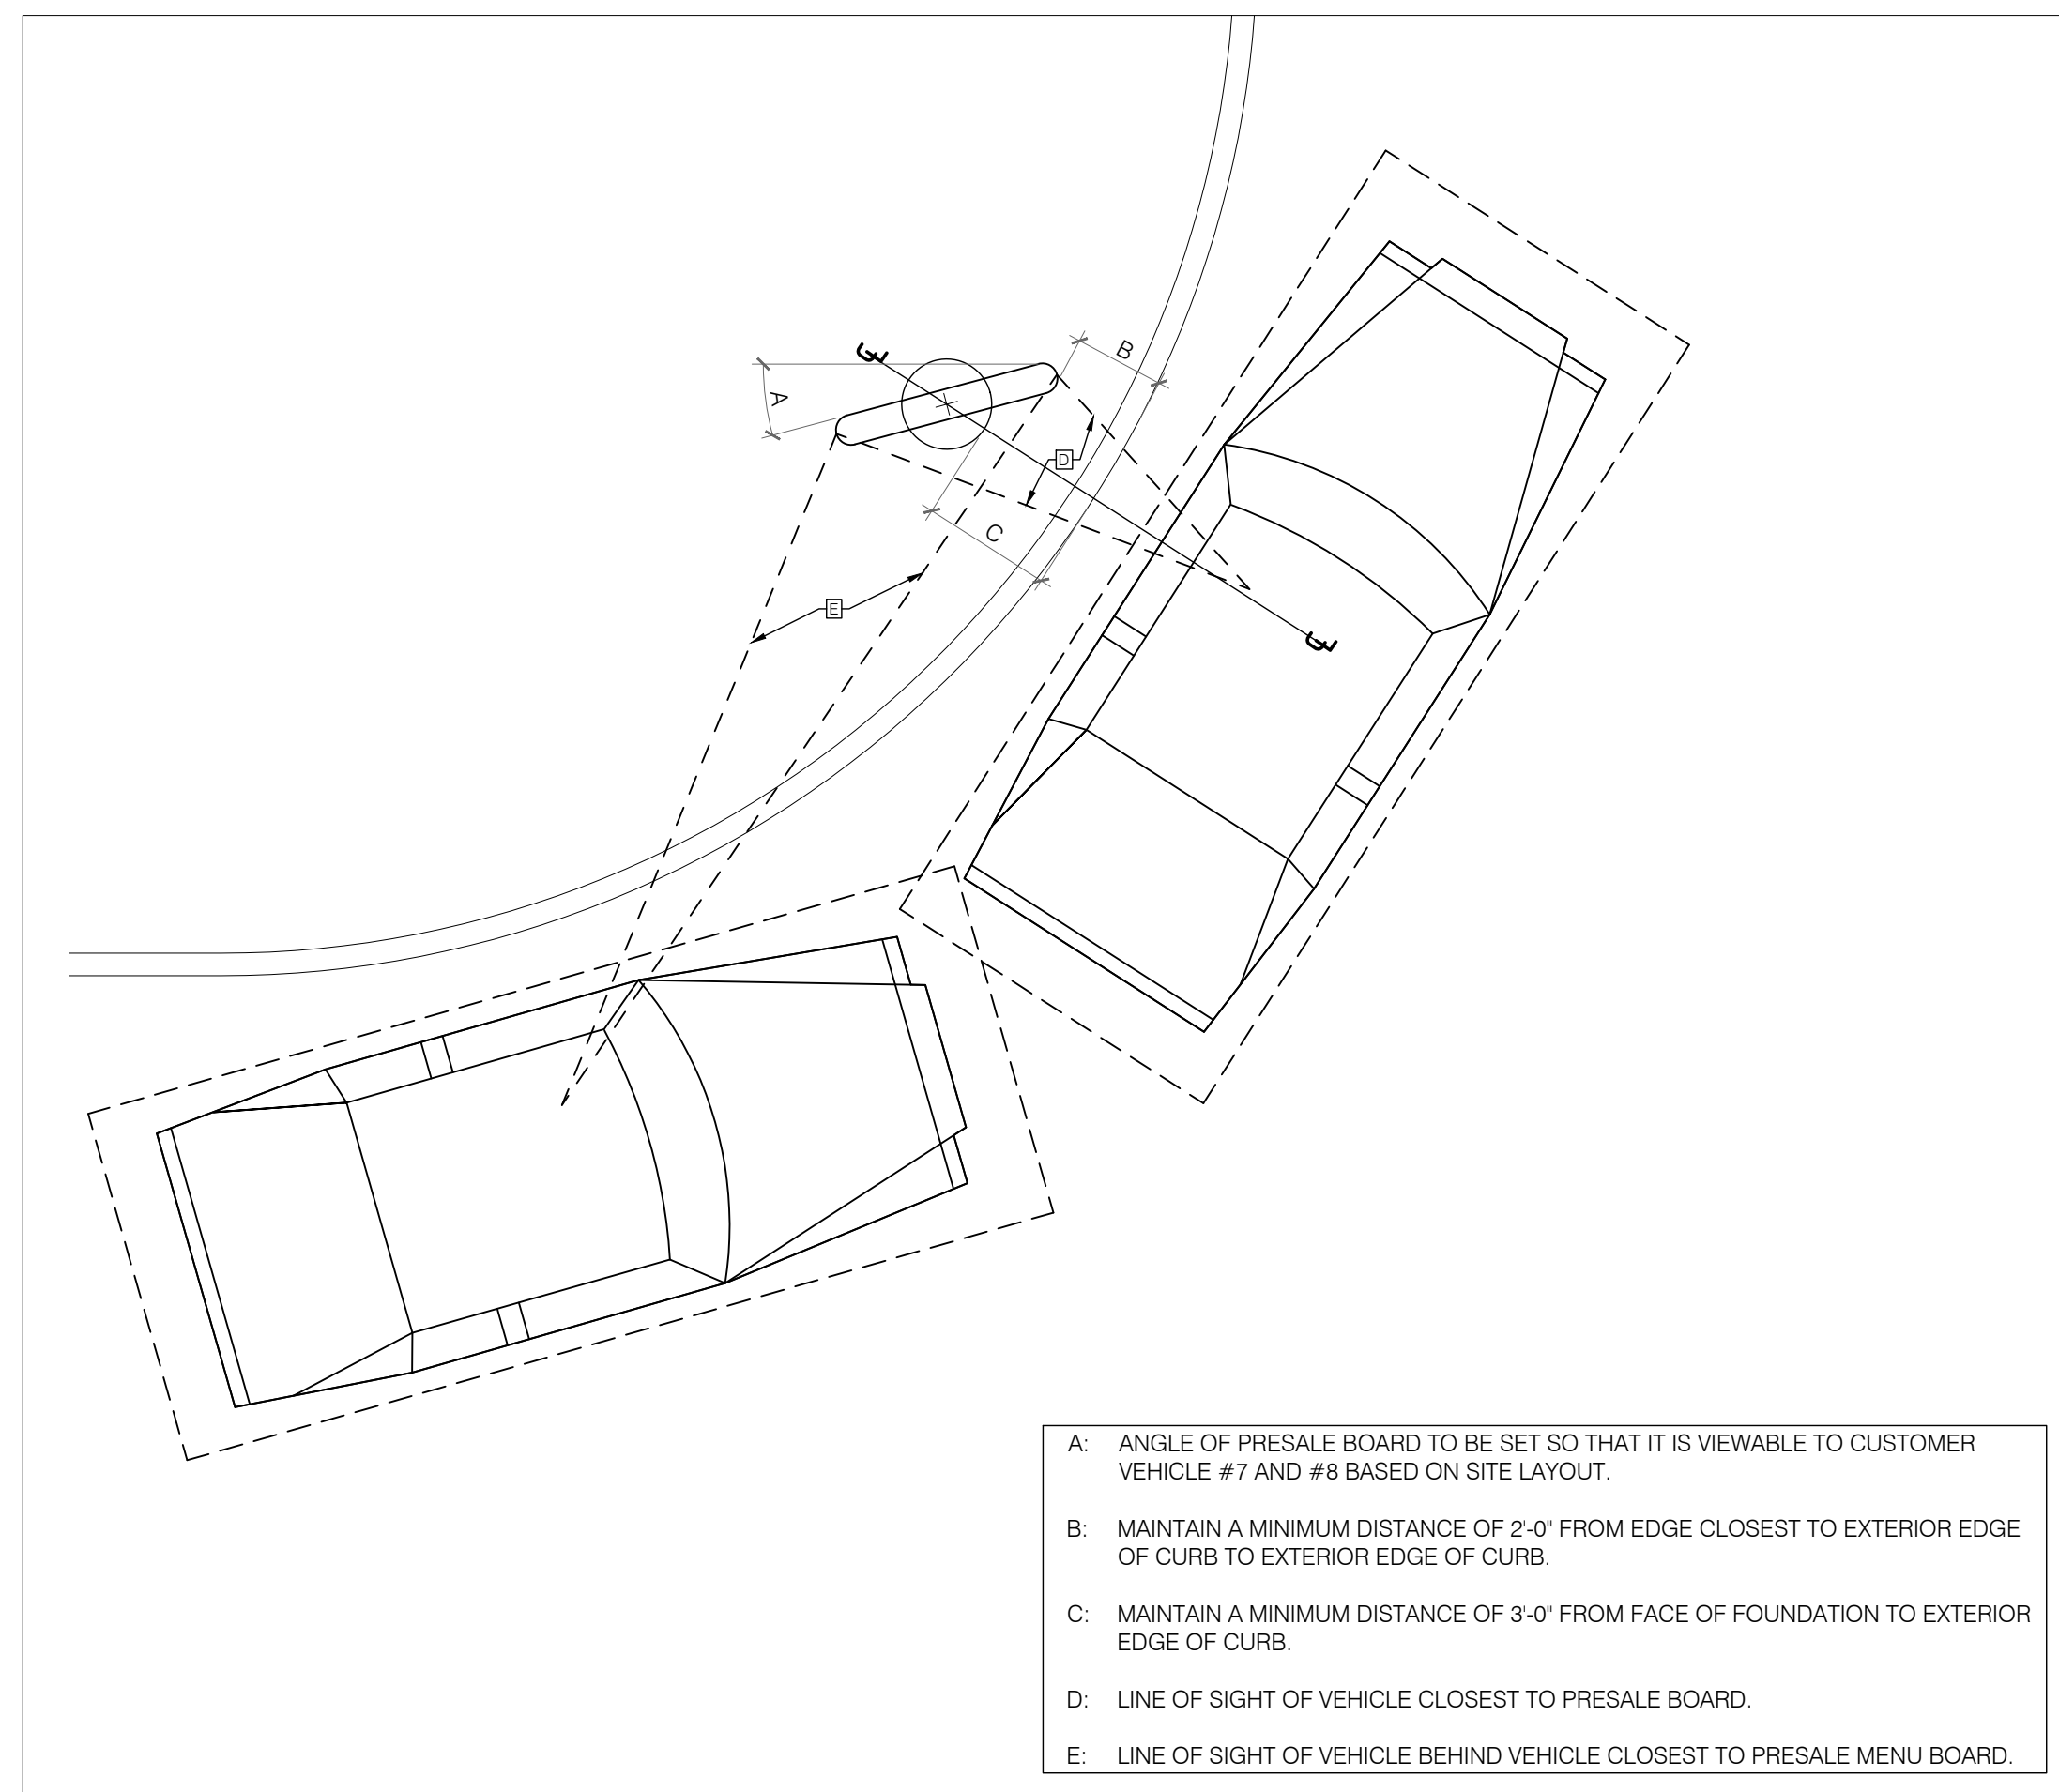 A
B
C
D
E
A: ANGLE OF PRESALE BOARD TO BE SET SO THAT IT IS VIEWABLE TO CUSTOMER
VEHICLE #7 AND #8 BASED ON SITE LAYOUT.
B: MAINTAIN A MINIMUM DISTANCE OF 2'-0" FROM EDGE CLOSEST TO EXTERIOR EDGE
OF CURB TO EXTERIOR EDGE OF CURB.
C: MAINTAIN A MINIMUM DISTANCE OF 3'-0" FROM FACE OF FOUNDATION TO EXTERIOR
EDGE OF CURB.
D: LINE OF SIGHT OF VEHICLE CLOSEST TO PRESALE BOARD.
E: LINE OF SIGHT OF VEHICLE BEHIND VEHICLE CLOSEST TO PRESALE MENU BOARD.